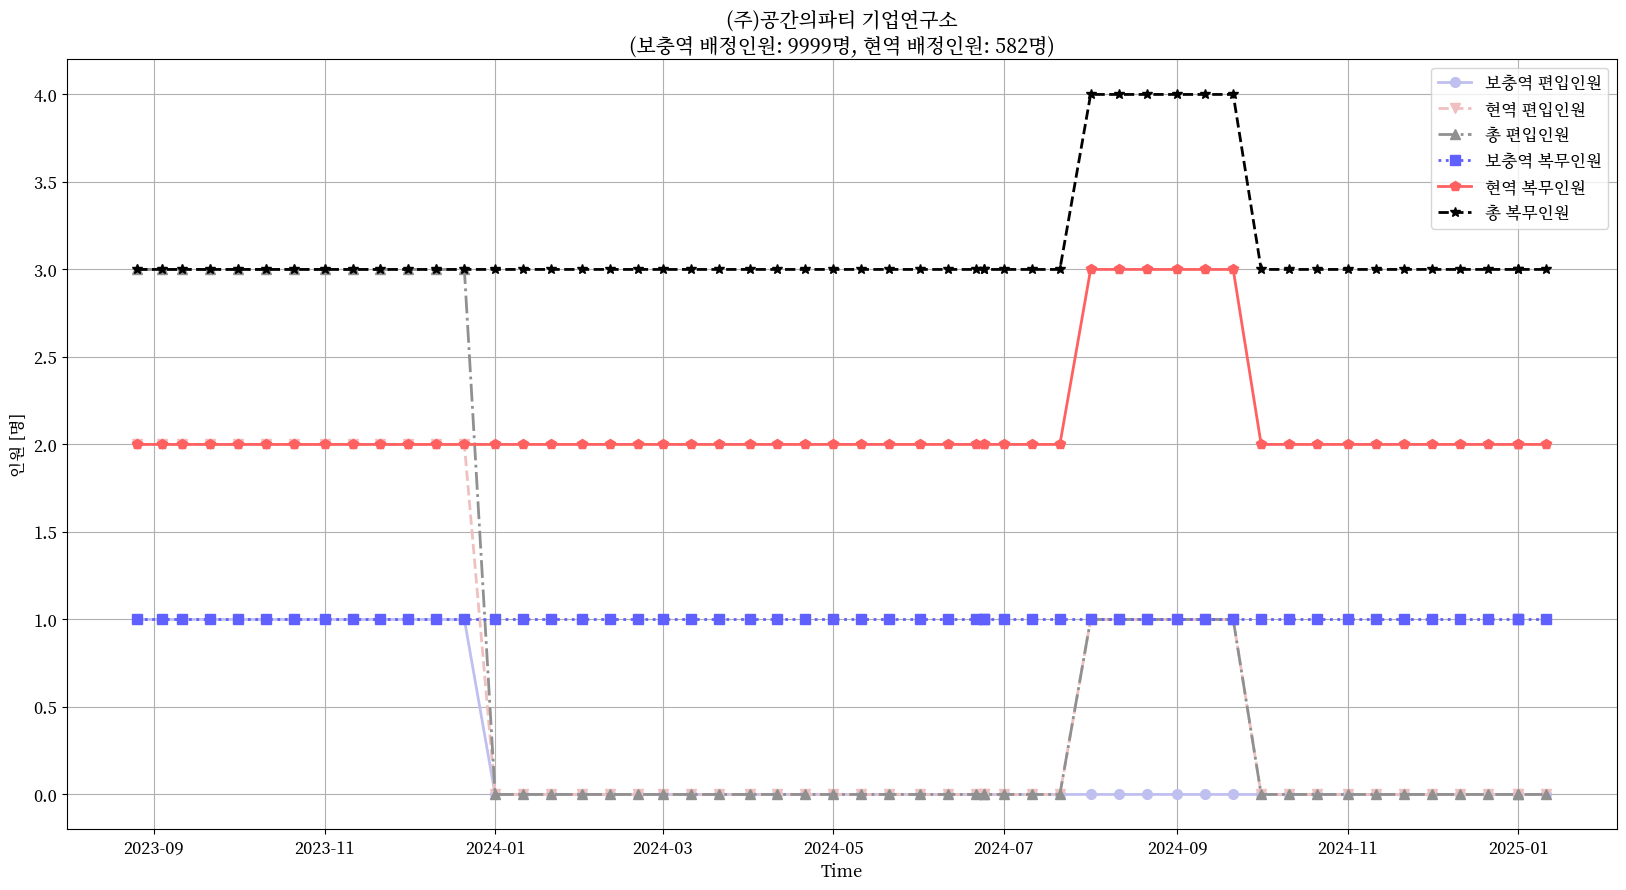 (주)공간의파티 기업연구소
(보충역 배정인원: 9999명, 현역 배정인원: 582명)
보충역 편입인원
현역 편입인원
총 편입인원
보충역 복무인원
현역 복무인원
총 복무인원
인원 [명]
4.0
3.5
3.0
2.5
2.0
1.5
1.0
0.5
0.0
2023-09
2023-11
2024-01
2024-03
2024-05
2024-07
2024-09
2024-11
2025-01
Time